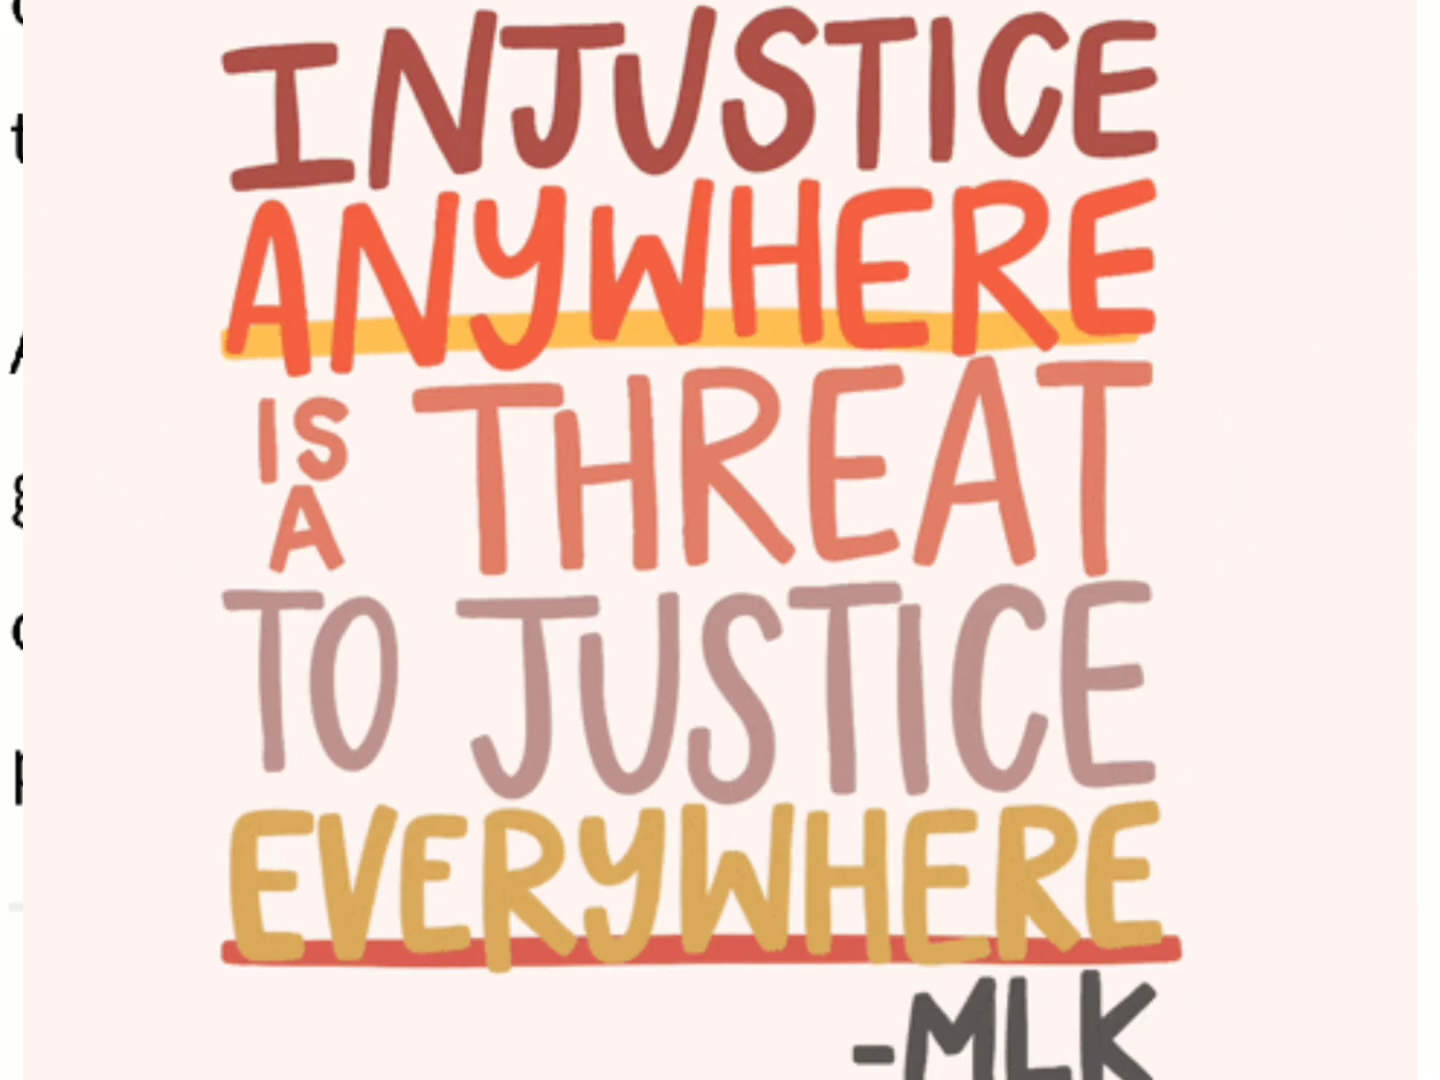 INJUSTICE
ANYWHERE
IS
A
THREAT
TO JUSTICE
EVERYWHERE
-MLK